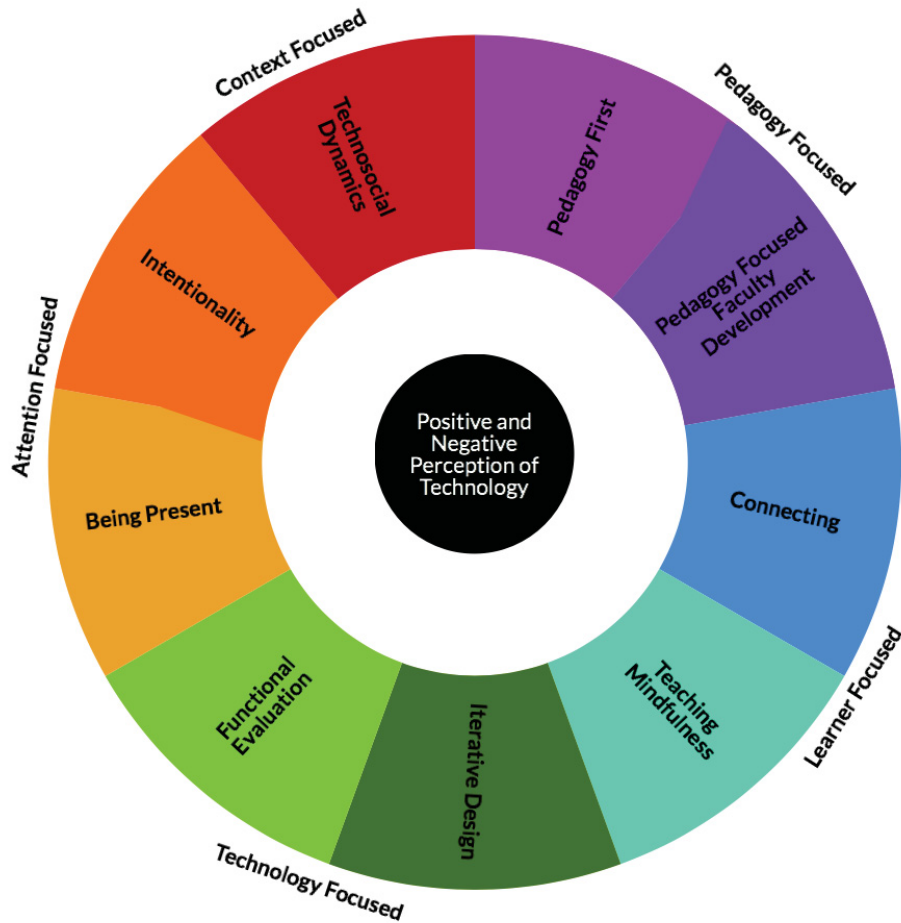 Context Focused
Technosocial
Dynamics
Pedagogy First
Pedagogy Focused
Pedagogy Focused
Faculty
Development
Intentionality
Attention Focused
Positive and
Negative
Perception of
Technology
Connecting
Being Present
Teaching
Mindfulness
Learner Focused
Functional
Evaluation
Iterative Design
Technology Focused